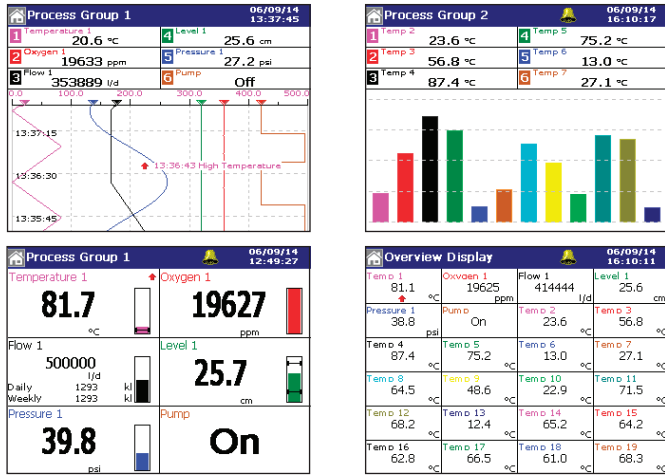 Process Group 1 06/09/14 13:37:45
1 Temperature 1 20.6 °C 4 Level 1 25.6 cm
2 Oxygen 1 19633 ppm 5 Pressure 1 27.2 psi
3 Flow 1 353889 l/d 6 Pump Off
0.0 100.0 200.0 300.0 400.0 500.0
13:37:15
13:36:43 High Temperature
13:36:30
13:35:45
Process Group 2 06/09/14 16:10:17
1 Temp 2 23.6 °C 4 Temp 5 75.2 °C
2 Temp 3 56.8 °C 5 Temp 6 13.0 °C
3 Temp 4 87.4 °C 6 Temp 7 27.1 °C
Process Group 1 06/09/14 12:49:27
Temperature 1 Oxygen 1
81.7 19627
°C ppm
Flow 1 Level 1
500000
l/d
25.7
Daily 1293 kl
Weekly 1293 kl
cm
Pressure 1 Pump
39.8 On
psi
Overview Display 06/09/14 16:10:11
Temp 1 Oxygen 1 Flow 1 Level 1
81.1 19625 414444 25.6
°C ppm l/d cm
Pressure 1 Pump Temp 2 Temp 3
38.8 On 23.6 56.8
psi °C °C
Temp 4 Temp 5 Temp 6 Temp 7
87.4 75.2 13.0 27.1
°C °C °C °C
Temp 8 Temp 9 Temp 10 Temp 11
64.5 48.6 22.9 71.5
°C °C °C °C
Temp 12 Temp 13 Temp 14 Temp 15
68.2 12.4 65.2 64.2
°C °C °C °C
Temp 16 Temp 17 Temp 18 Temp 19
62.8 66.5 61.0 68.3
°C °C °C °C